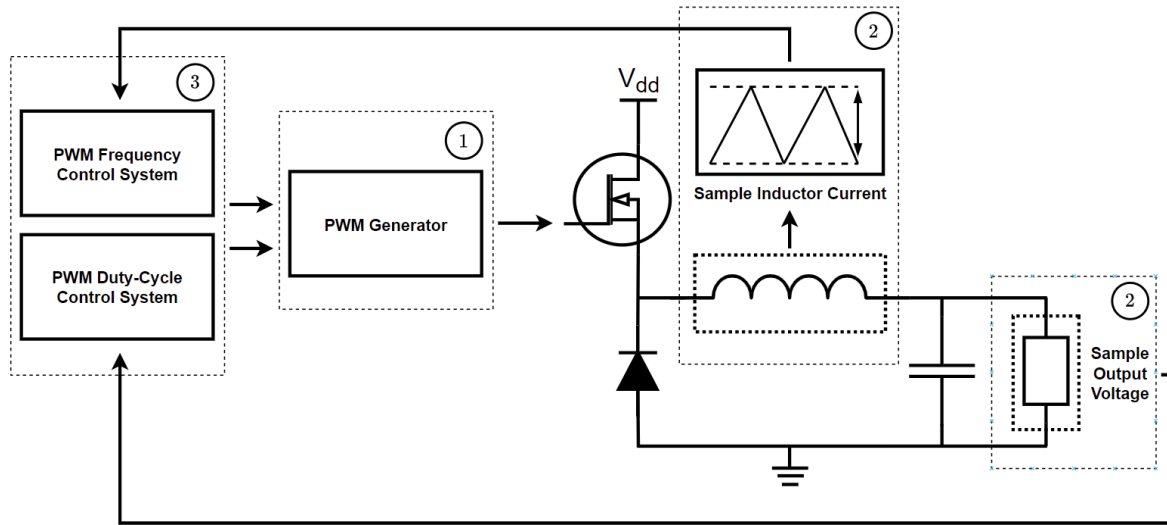 2
3
V_dd
PWM Frequency
Control System
1
Sample Inductor Current
PWM Generator
PWM Duty-Cycle
Control System
2
Sample
Output
Voltage